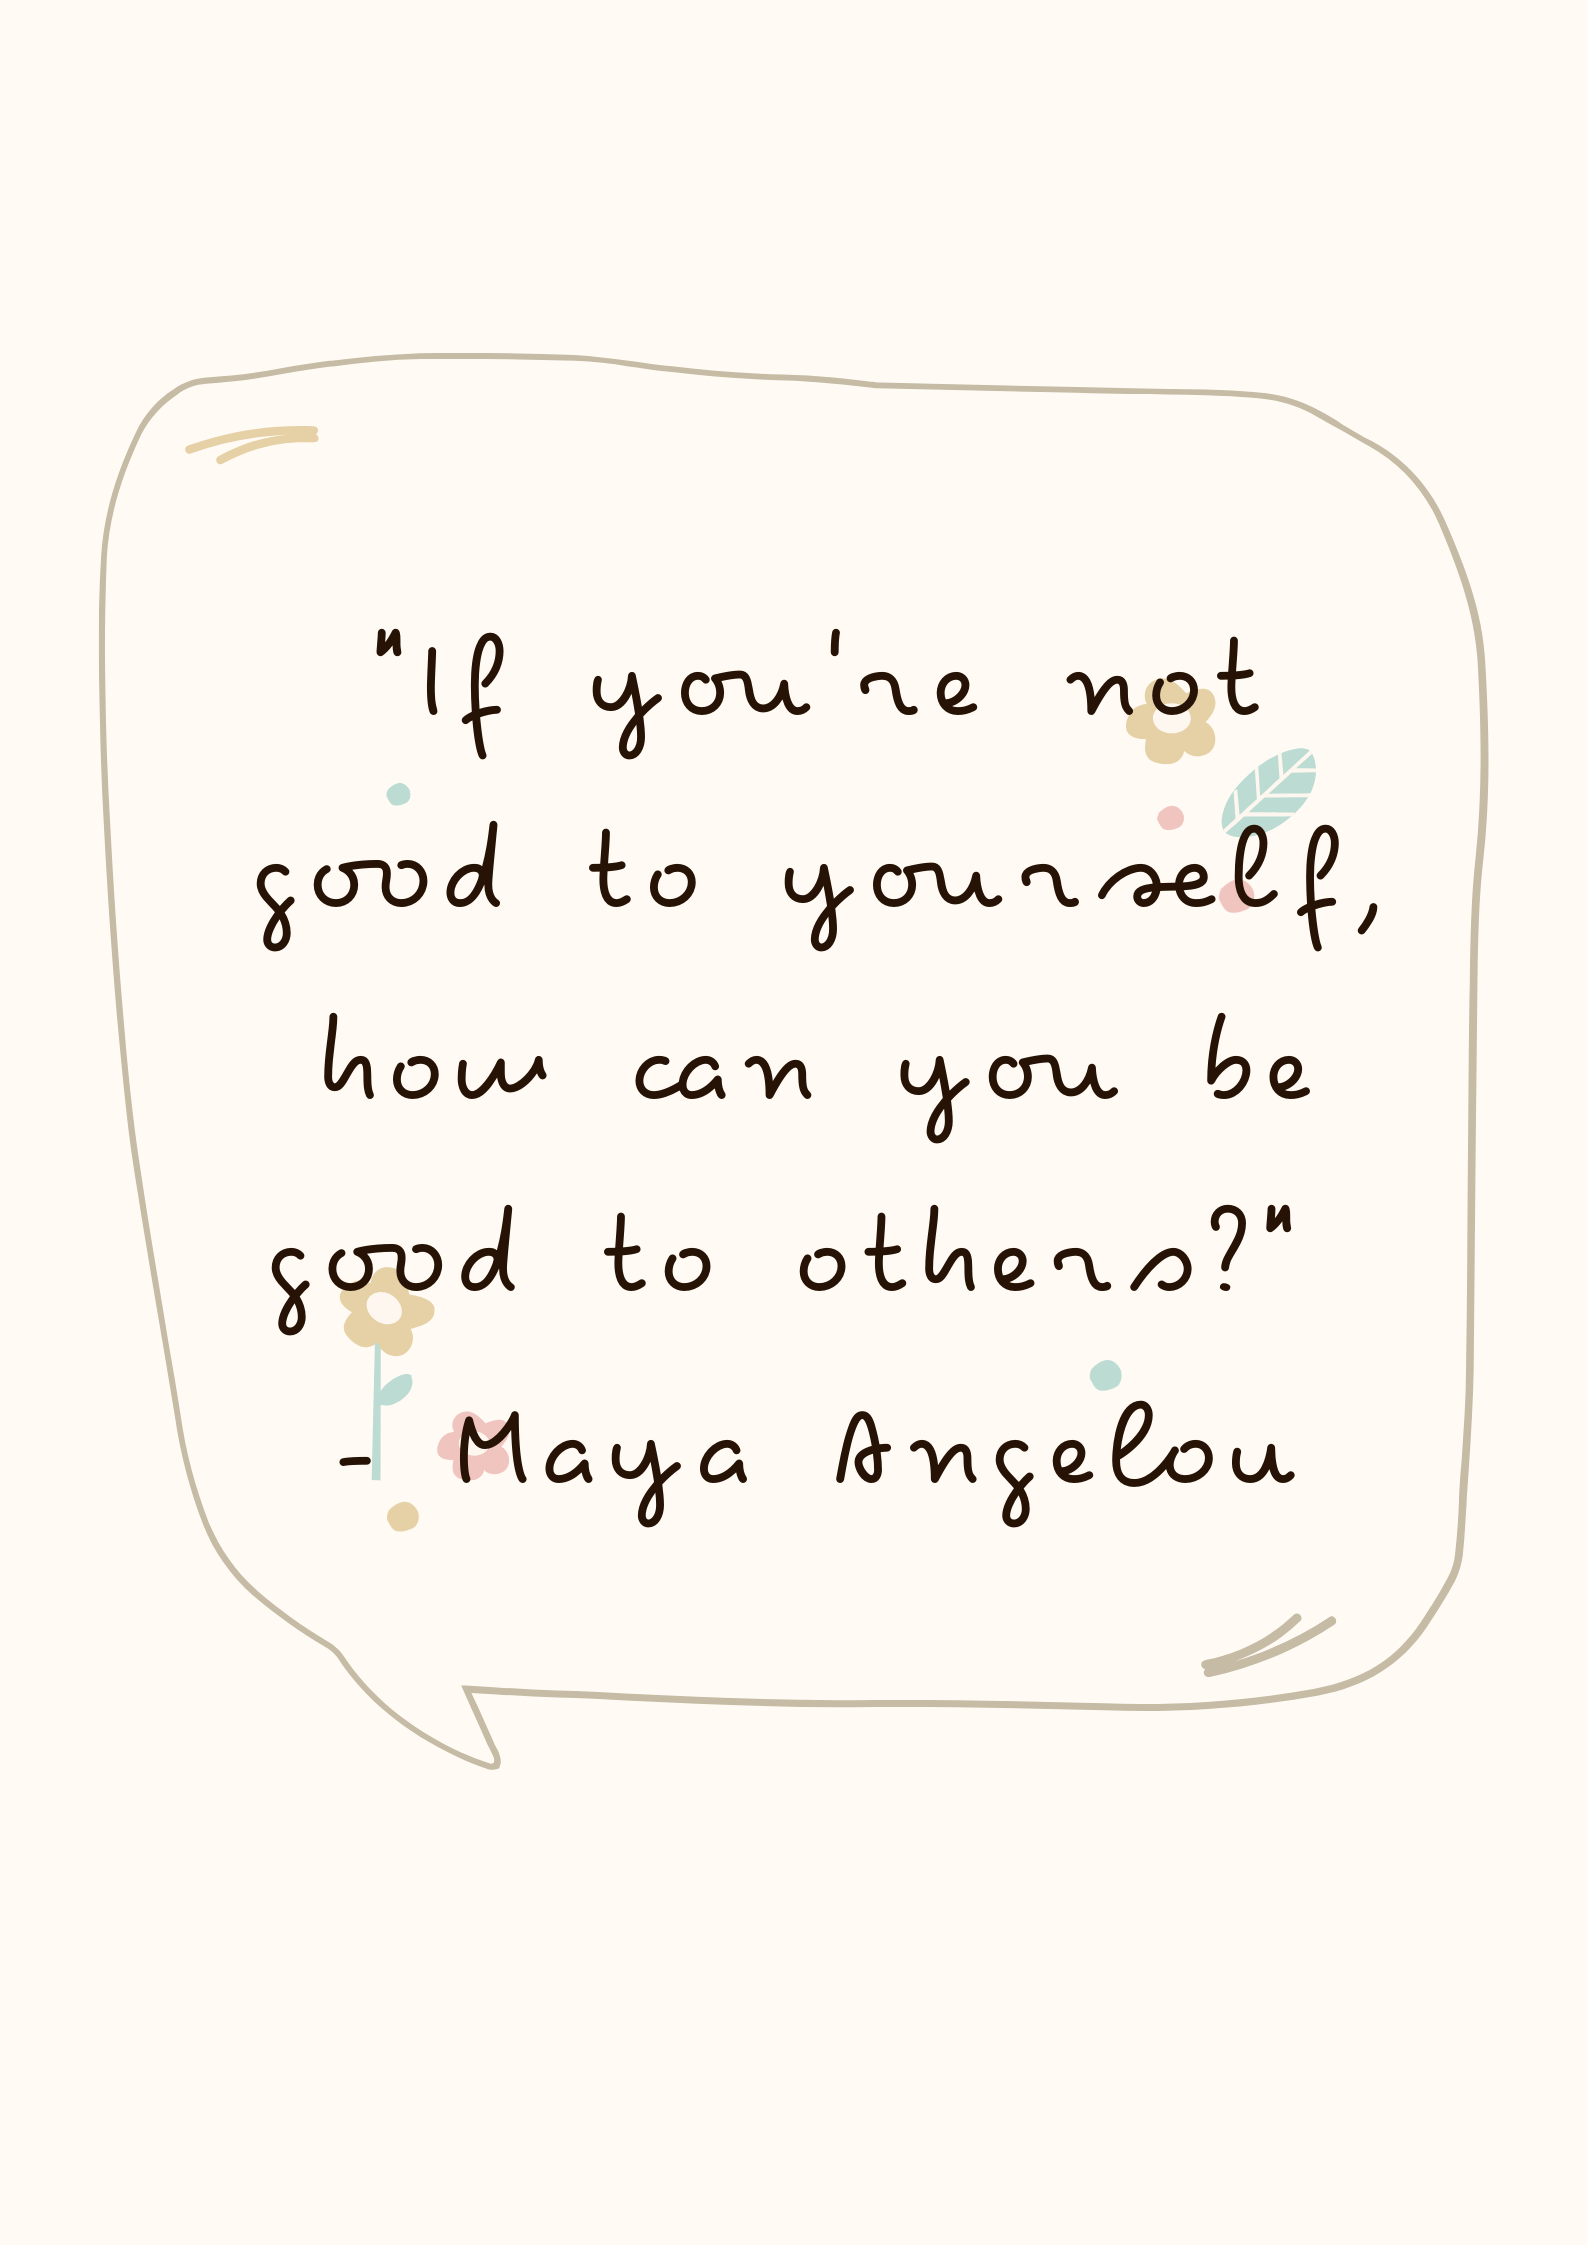 "If you're not
good to yourself,
how can you be
good to others?"
- Maya Angelou